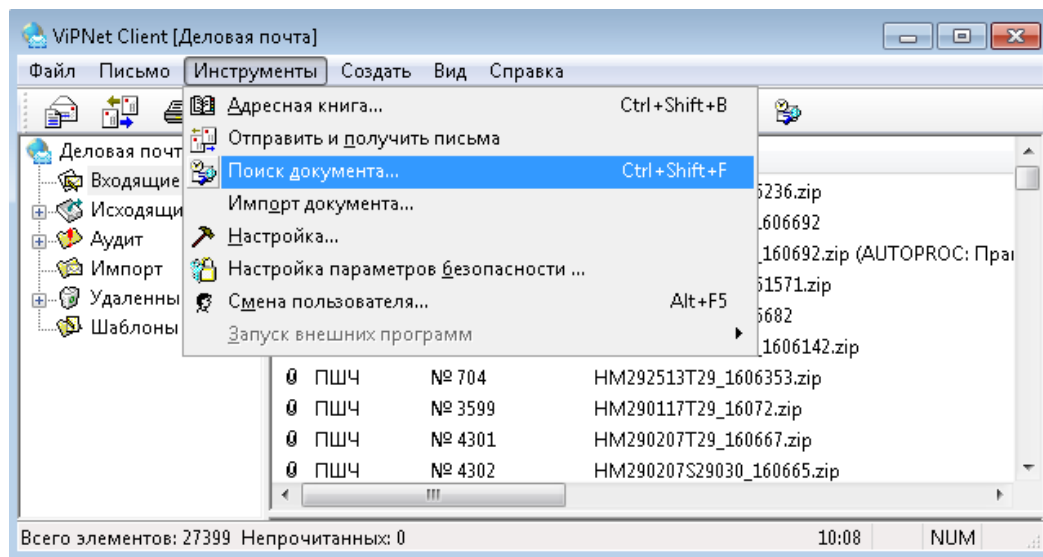 ViPNet Client [Деловая почта]
Файл Письмо Инструменты Создать Вид Справка
Адресная книга... Ctrl+Shift+B
Отправить и получить письма
Поиск документа... Ctrl+Shift+F
Импорт документа...
Настройка...
Настройка параметров безопасности ...
Смена пользователя... Alt+F5
Запуск внешних программ
Деловая почт
Входящие
Исходящи
Аудит
Импорт
Удаленны
Шаблоны
5236.zip
1606692
_160692.zip (AUTOPROC: Пра
51571.zip
5682
_1606142.zip
ПШЧ № 704 HM292513T29_1606353.zip
ПШЧ № 3599 HM290117T29_16072.zip
ПШЧ № 4301 HM290207T29_160667.zip
ПШЧ № 4302 HM290207S29030_160665.zip
Всего элементов: 27399 Непрочитанных: 0 10:08 NUM